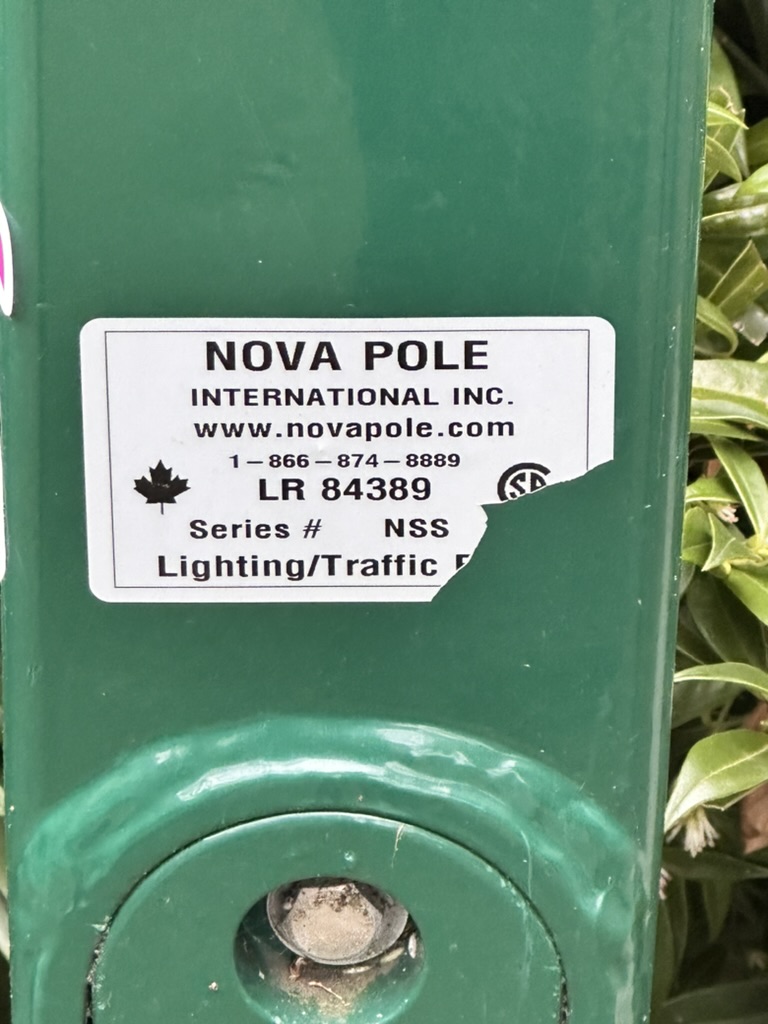 NOVA POLE
INTERNATIONAL INC.
www.novapole.com
1-866-874-8889
LR 84389
Series # NSS
Lighting/Traffic